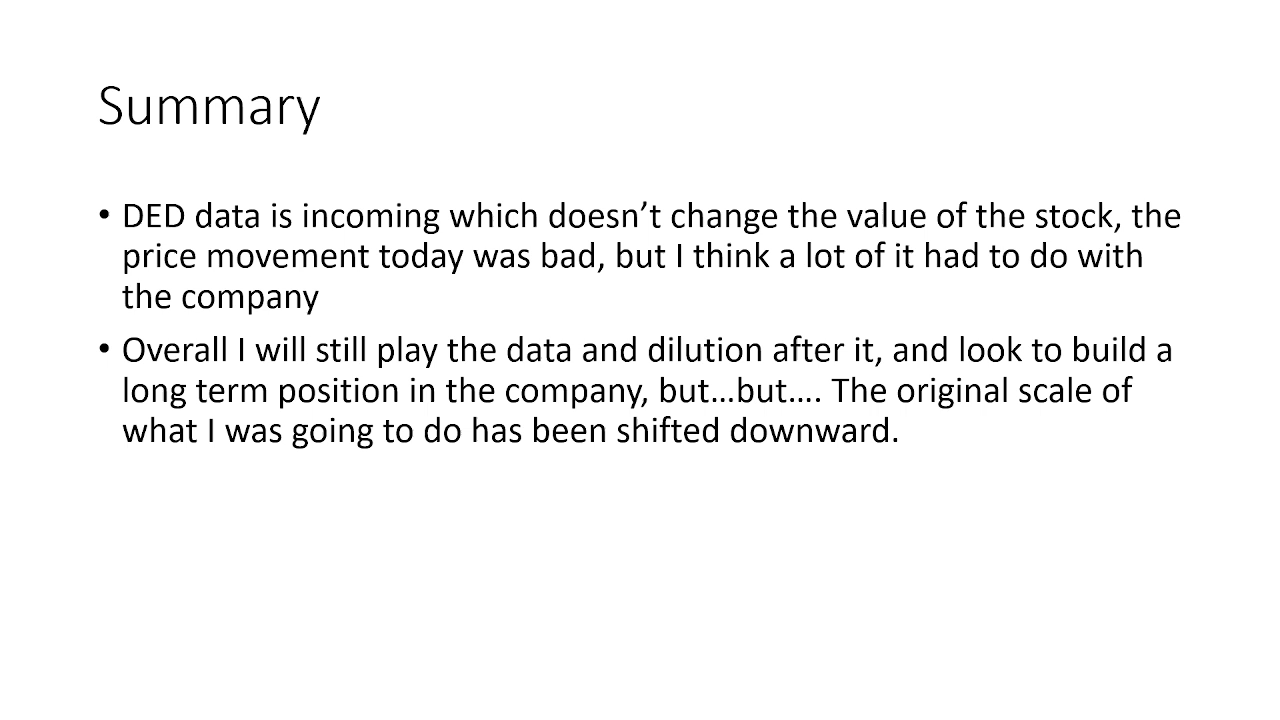 Summary
• DED data is incoming which doesn’t change the value of the stock, the
price movement today was bad, but I think a lot of it had to do with
the company
• Overall I will still play the data and dilution after it, and look to build a
long term position in the company, but…but…. The original scale of
what I was going to do has been shifted downward.